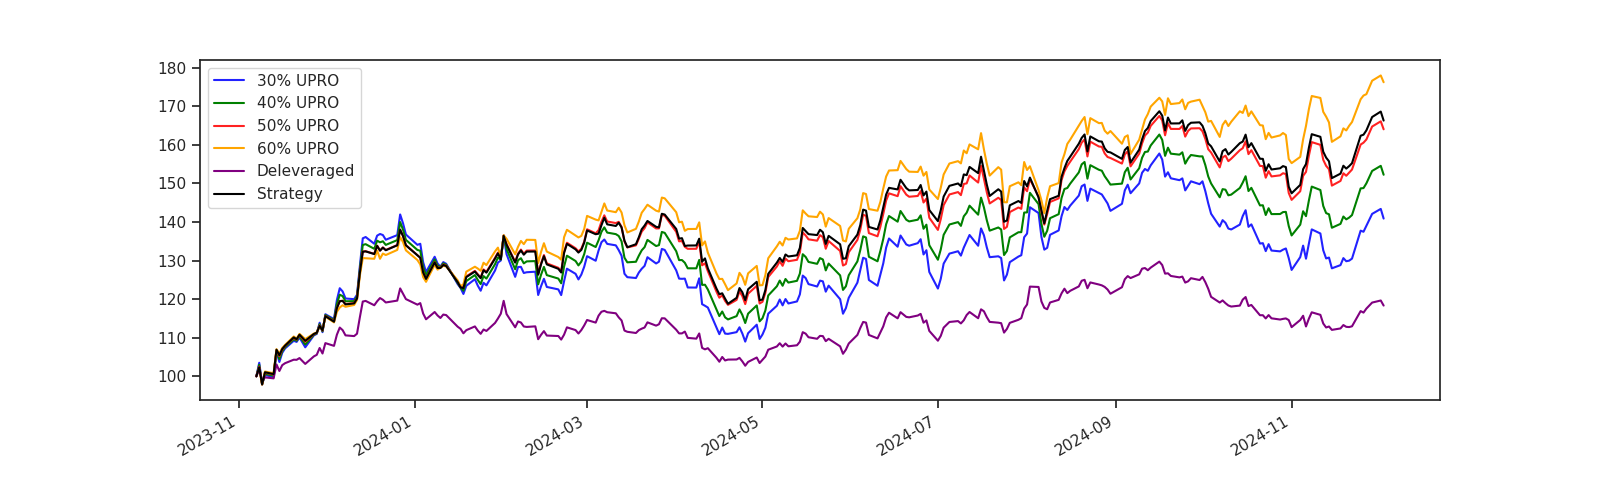 180
170
160
150
140
130
120
110
100
30% UPRO
40% UPRO
50% UPRO
60% UPRO
Deleveraged
Strategy
2023-11
2024-01
2024-03
2024-05
2024-07
2024-09
2024-11